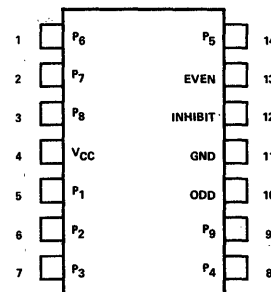 1 P6 P5 14
2 P7 EVEN 13
3 P8 INHIBIT 12
4 VCC GND 11
5 P1 ODD 10
6 P2 P9 9
7 P3 P4 8